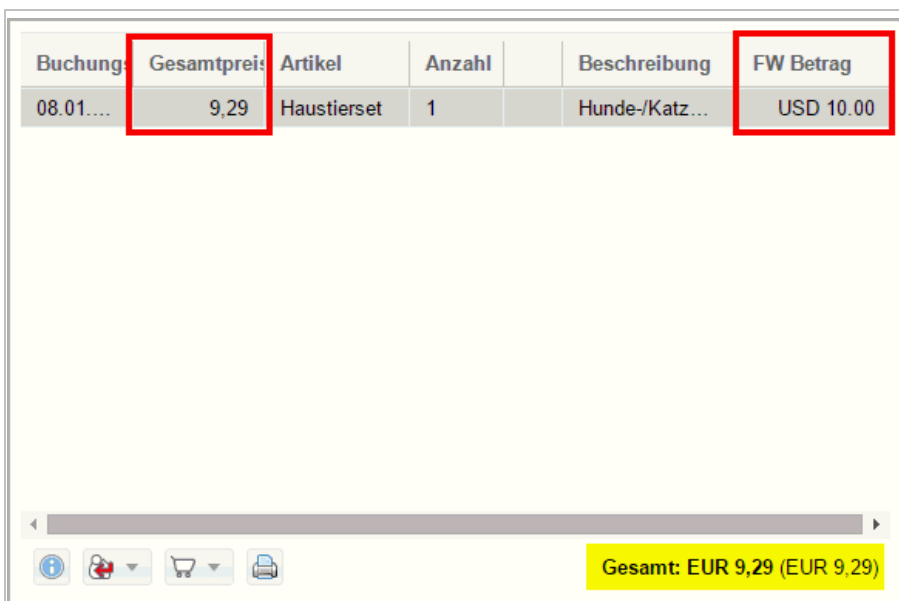 Buchungs Gesamtpreis Artikel Anzahl Beschreibung FW Betrag
08.01.... 9,29 Haustierset 1 Hunde-/Katz... USD 10.00
Gesamt: EUR 9,29 (EUR 9,29)